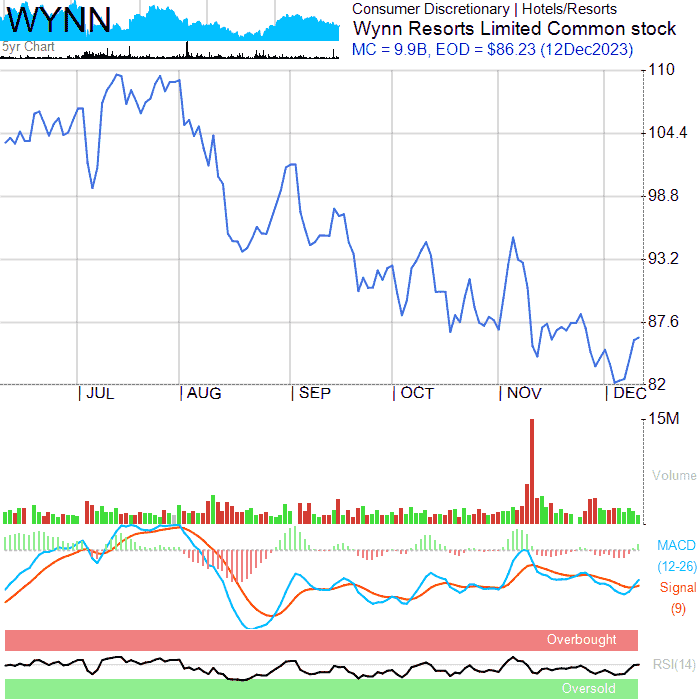 WYNN
5yr Chart
Consumer Discretionary | Hotels/Resorts
Wynn Resorts Limited Common stock
MC = 9.9B, EOD = $86.23 (12Dec2023)
110
104.4
98.8
93.2
87.6
82
| JUL | AUG | SEP | OCT | NOV | DEC
15M
Volume
MACD
(12-26)
Signal
(9)
Overbought
RSI(14)
Oversold